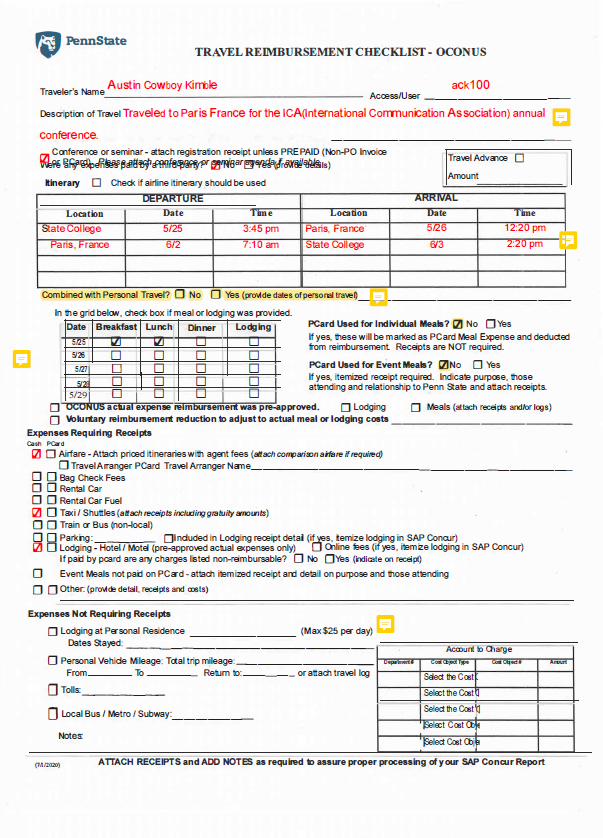 PennState
TRAVEL REIMBURSEMENT CHECKLIST - OCONUS
Traveler's Name Austin Cowboy Kimble Access/User ack100
Description of Travel Traveled to Paris France for the ICA(International Communication Association) annual
conference.
Conference or seminar - attach registration receipt unless PREPAID (Non-PO Invoice
or PCard) Please attach conference or seminar agenda if available
Were any expenses paid by a third-party? No Yes (provide details)
Travel Advance
Amount
Itinerary Check if airline itinerary should be used
DEPARTURE ARRIVAL
Location Date Time Location Date Time
State College 5/25 3:45 pm Paris, France 5/26 12:20 pm
Paris, France 6/2 7:10 am State College 6/3 2:20 pm
Combined with Personal Travel? No Yes (provide dates of personal travel)
In the grid below, check box if meal or lodging was provided.
Date Breakfast Lunch Dinner Lodging
5/25
5/26
5/27
5/28
5/29
PCard Used for Individual Meals? No Yes
If yes, these will be marked as PCard Meal Expense and deducted
from reimbursement. Receipts are NOT required.
PCard Used for Event Meals? No Yes
If yes, itemized receipt required. Indicate purpose, those
attending and relationship to Penn State and attach receipts.
OCONUS actual expense reimbursement was pre-approved. Lodging Meals (attach receipts and/or logs)
Voluntary reimbursement reduction to adjust to actual meal or lodging costs
Expenses Requiring Receipts
Cash PCard
Airfare - Attach priced itineraries with agent fees (attach comparison airfare if required)
Travel Arranger PCard Travel Arranger Name
Bag Check Fees
Rental Car
Rental Car Fuel
Taxi / Shuttles (attach receipts including gratuity amounts)
Train or Bus (non-local)
Parking: Included in Lodging receipt detail (if yes, itemize lodging in SAP Concur)
Lodging - Hotel / Motel (pre-approved actual expenses only) Online fees (if yes, itemize lodging in SAP Concur)
If paid by pcard are any charges listed non-reimbursable? No Yes (indicate on receipt)
Event Meals not paid on PCard - attach itemized receipt and detail on purpose and those attending
Other: (provide detail, receipts and costs)
Expenses Not Requiring Receipts
Lodging at Personal Residence (Max $25 per day)
Dates Stayed:
Personal Vehicle Mileage: Total trip mileage:
From To Return to: or attach travel log
Tolls:
Local Bus / Metro / Subway:
Notes:
Account to Charge
Department # Cost Object Type Cost Object # Amount
Select the Cost
Select the Cost
Select the Cost
Select Cost Obje
Select Cost Obje
(7/1/2020) ATTACH RECEIPTS and ADD NOTES as required to assure proper processing of your SAP Concur Report